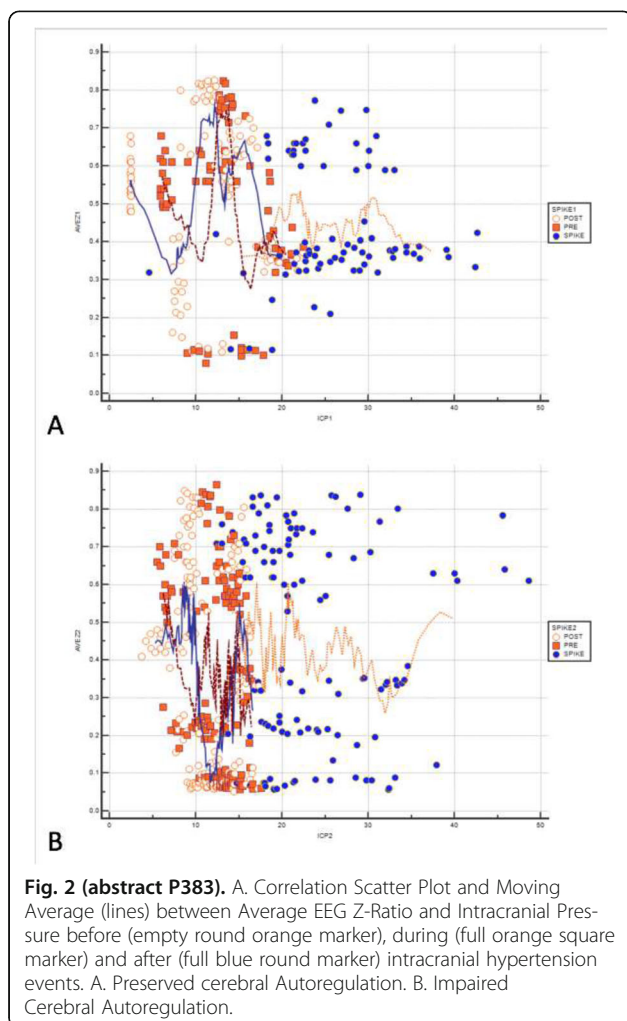 0.9
0.8
0.7
0.6
0.5
0.4
0.3
0.2
0.1
0.0
AVEZ1
0 10 20 30 40 50
ICP1
SPIKE1
POST
PRE
SPIKE
A
0.9
0.8
0.7
0.6
0.5
0.4
0.3
0.2
0.1
0.0
AVEZ2
0 10 20 30 40 50
ICP2
SPIKE2
POST
PRE
SPIKE
B
Fig. 2 (abstract P383). A. Correlation Scatter Plot and Moving
Average (lines) between Average EEG Z-Ratio and Intracranial Pres-
sure before (empty round orange marker), during (full orange square
marker) and after (full blue round marker) intracranial hypertension
events. A. Preserved cerebral Autoregulation. B. Impaired
Cerebral Autoregulation.